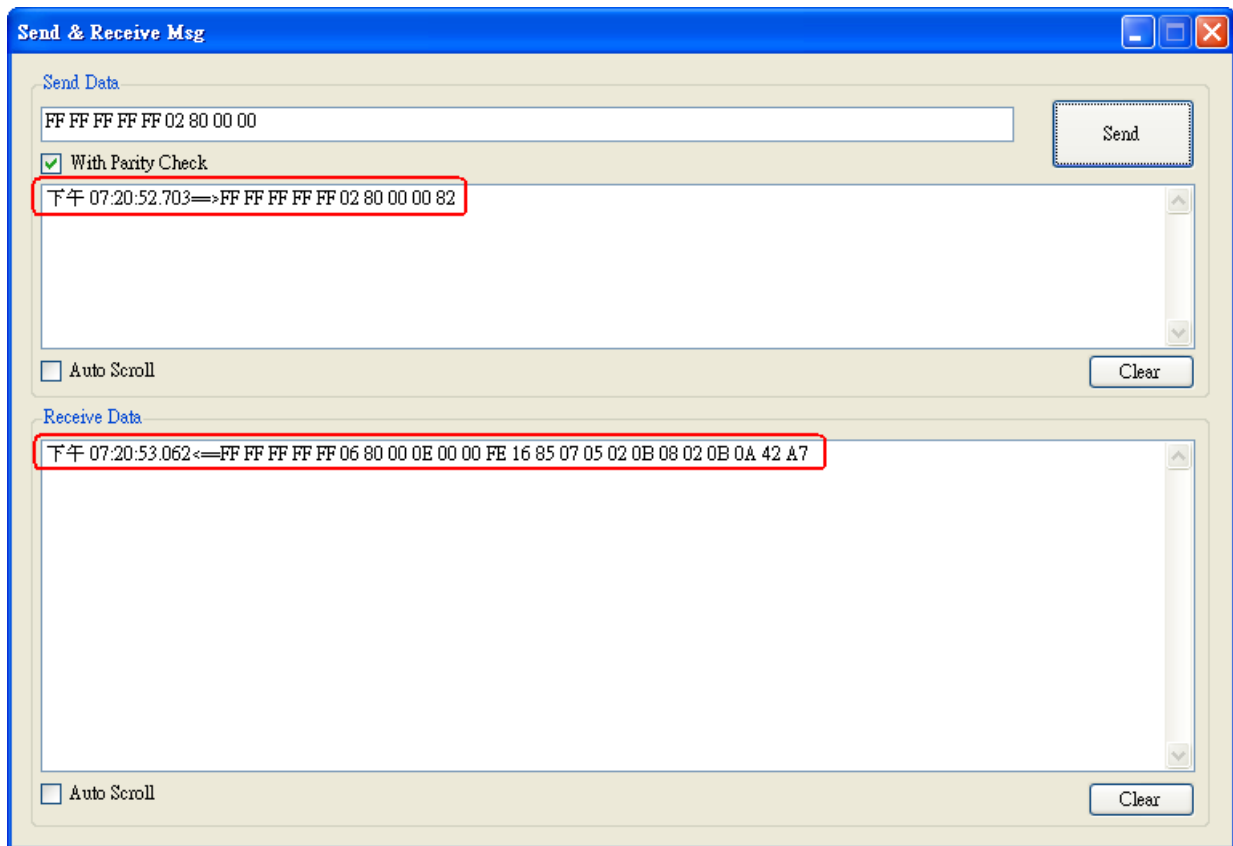 Send & Receive Msg
Send Data
FF FF FF FF FF 02 80 00 00
Send
With Parity Check
下午 07:20:52.703==>FF FF FF FF FF 02 80 00 00 82
Auto Scroll
Clear
Receive Data
下午 07:20:53.062<==FF FF FF FF FF 06 80 00 0E 00 00 FE 16 85 07 05 02 0B 08 02 0B 0A 42 A7
Auto Scroll
Clear